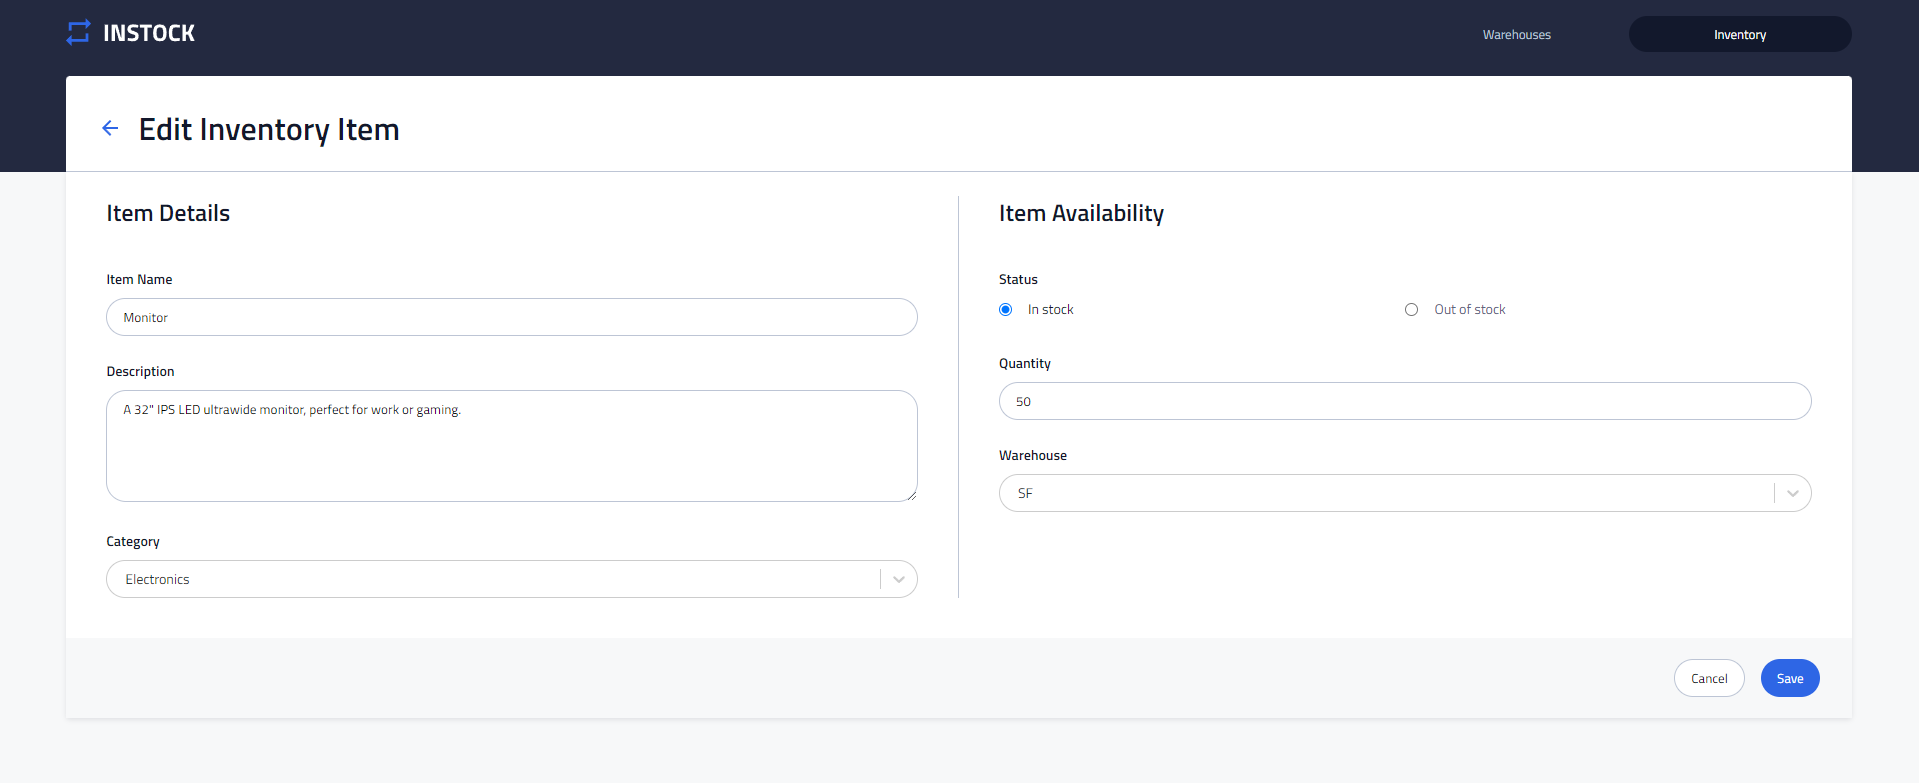 INSTOCK
Warehouses
Inventory
Edit Inventory Item
Item Details
Item Name
Monitor
Description
A 32" IPS LED ultrawide monitor, perfect for work or gaming.
Category
Electronics
Item Availability
Status
In stock
Out of stock
Quantity
50
Warehouse
SF
Cancel
Save